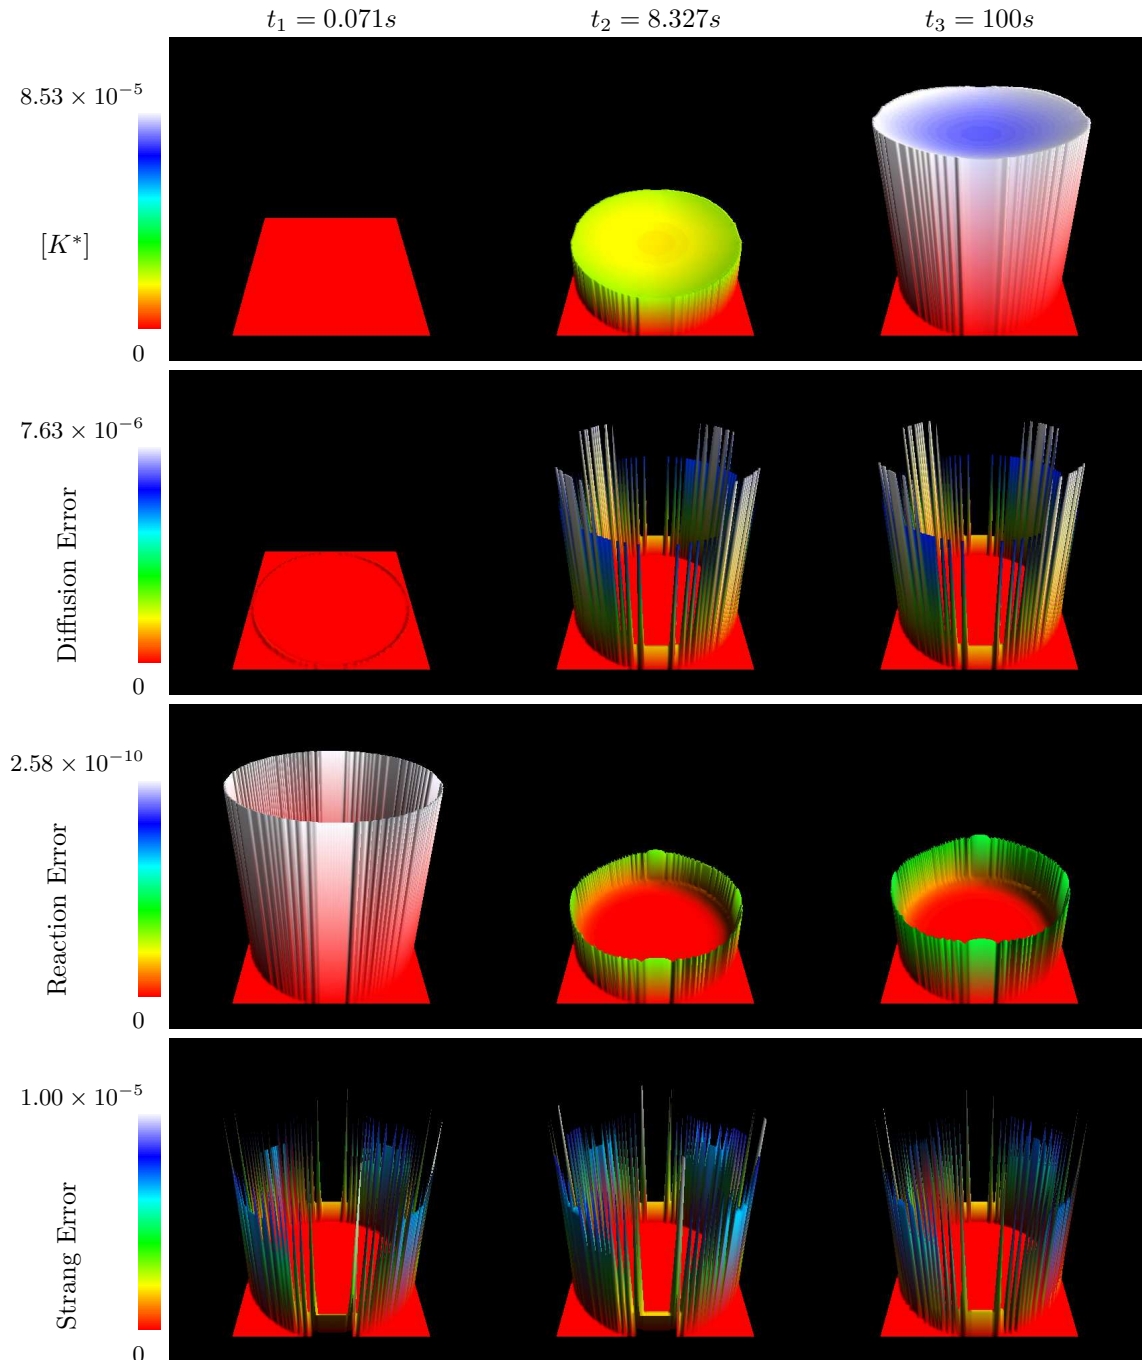 t₁ = 0.071s
t₂ = 8.327s
t₃ = 100s
8.53 × 10⁻⁵
[K*]
0
7.63 × 10⁻⁶
Diffusion Error
0
2.58 × 10⁻¹⁰
Reaction Error
0
1.00 × 10⁻⁵
Strang Error
0